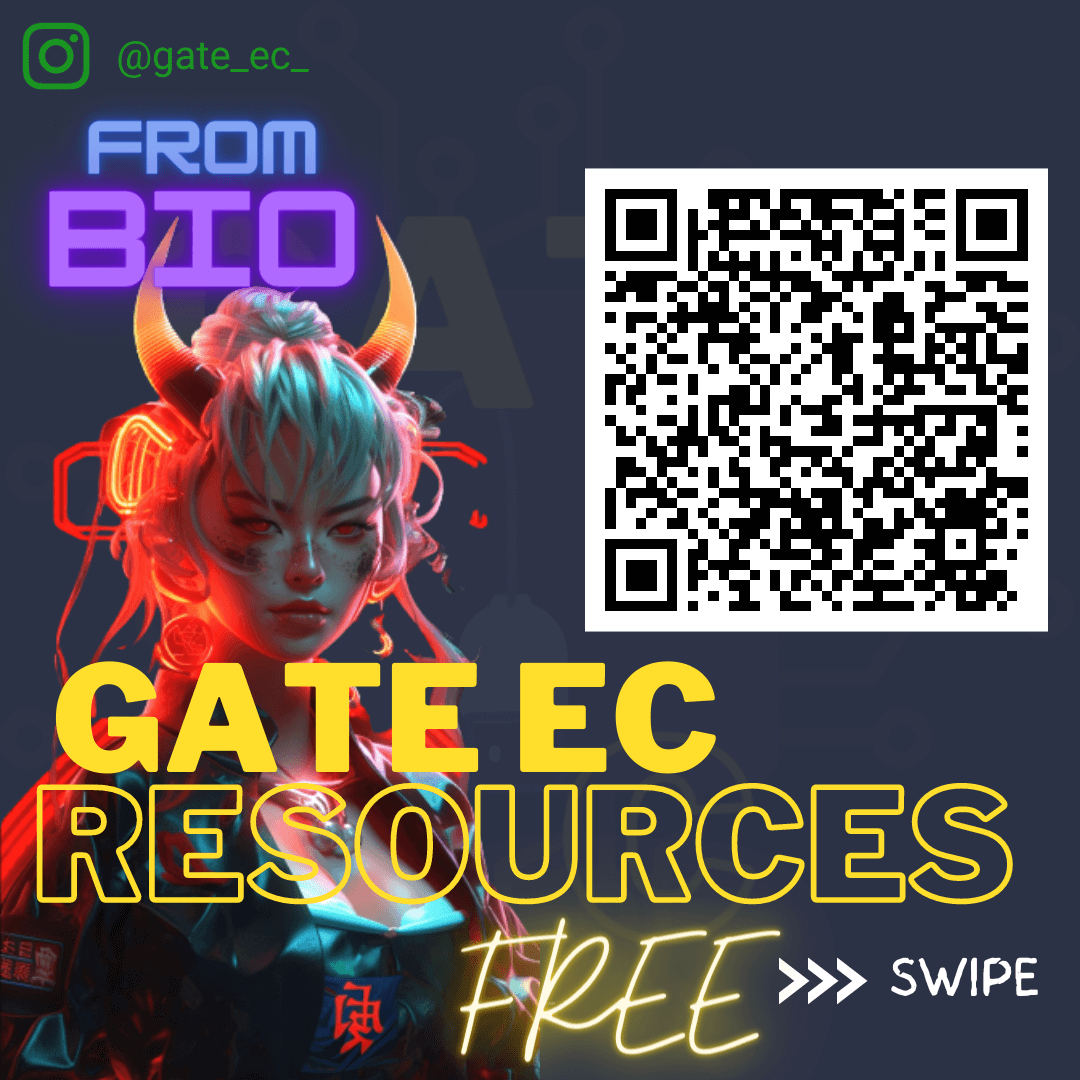 @gate_ec_
FROM
BIO
GATE EC
RESOURCES
FREE
>>> SWIPE